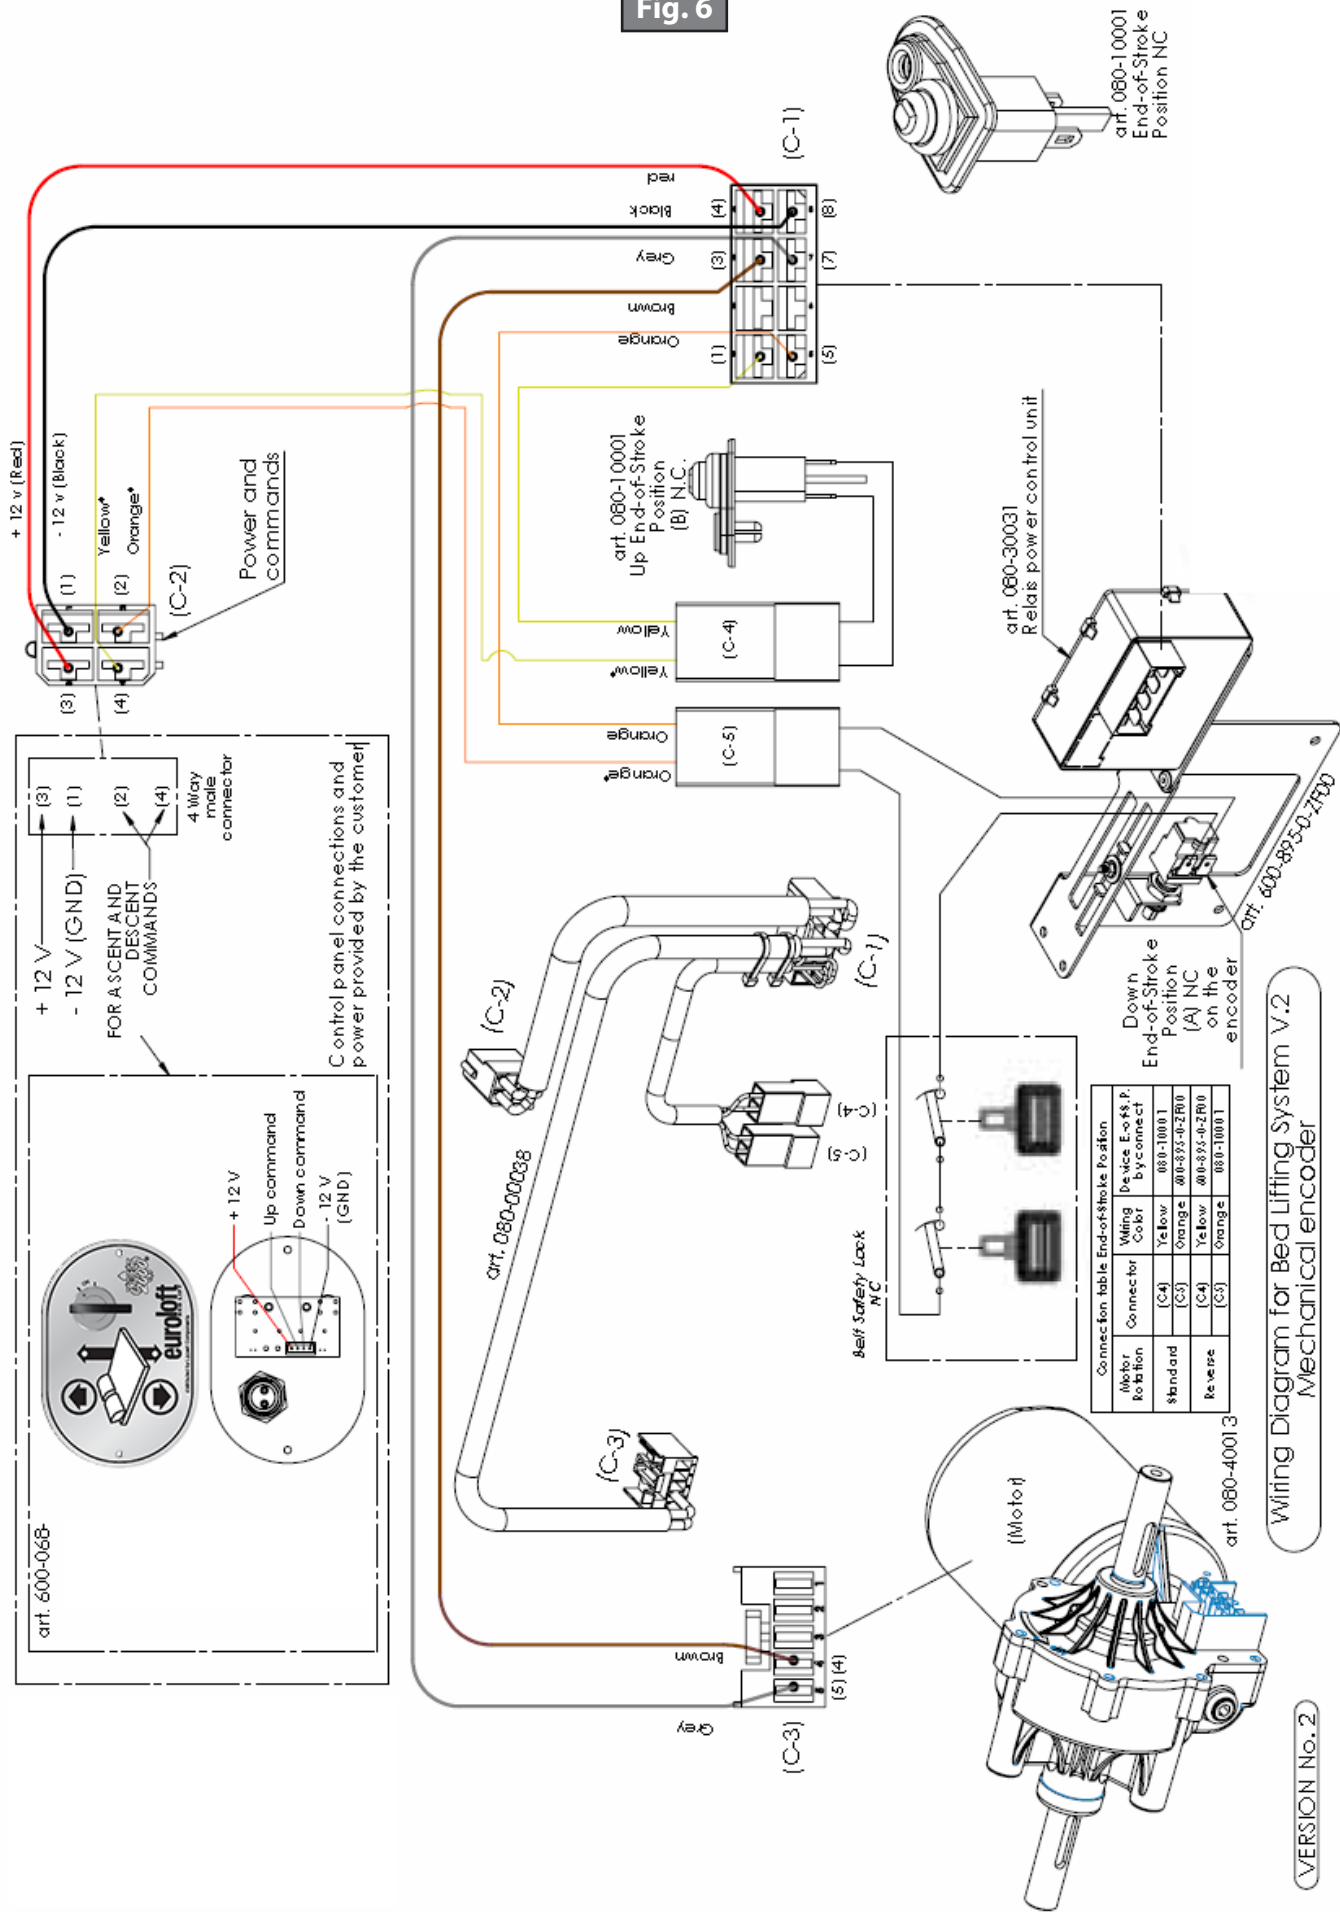 Fig. 6
+ 12 v (Red)
- 12 v (Black)
Yellow*
Orange*
(1)
(2)
(3)
(4)
(C-2)
Power and
commands
red
Black
Grey
Brown
Orange
(4)
(3)
(1)
(8)
(7)
(5)
(C-1)
art. 080-10001
End-of-Stroke
Position NC
+ 12 V
- 12 V (GND)
FOR ASCENT AND
DESCENT
COMMANDS
(3)
(1)
(2)
(4)
4 Way
male
connector
Control panel connections and
power provided by the customer
art. 600-068-
euroloft
+ 12 V
Up command
Down command
- 12 V
(GND)
art. 080-10001
Up End-of-Stroke
Position
(B) N.C.
Yellow
Yellow*
(C-4)
Orange
Orange*
(C-5)
art. 080-30031
Relais power control unit
art. 600-895-0-ZF00
Down
End-of-Stroke
Position
(A) NC
on the
encoder
(C-2)
(C-1)
art. 080-00038
(C-4)
(C-5)
(C-3)
Belt Safety Lock
NC
Connection table End-of-Stroke Position
Motor Rotation Connector Wiring Color Device E.-of-S.P. by connect
Standard (C4) Yellow 080-10001
(C5) Orange 600-895-0-ZF00
Reverse (C4) Yellow 600-895-0-ZF00
(C5) Orange 080-10001
Brown
Grey
1
2
3
4
5
(5) (4)
(C-3)
(Motor)
art. 080-40013
Wiring Diagram for Bed Lifting System V.2
Mechanical encoder
VERSION No. 2